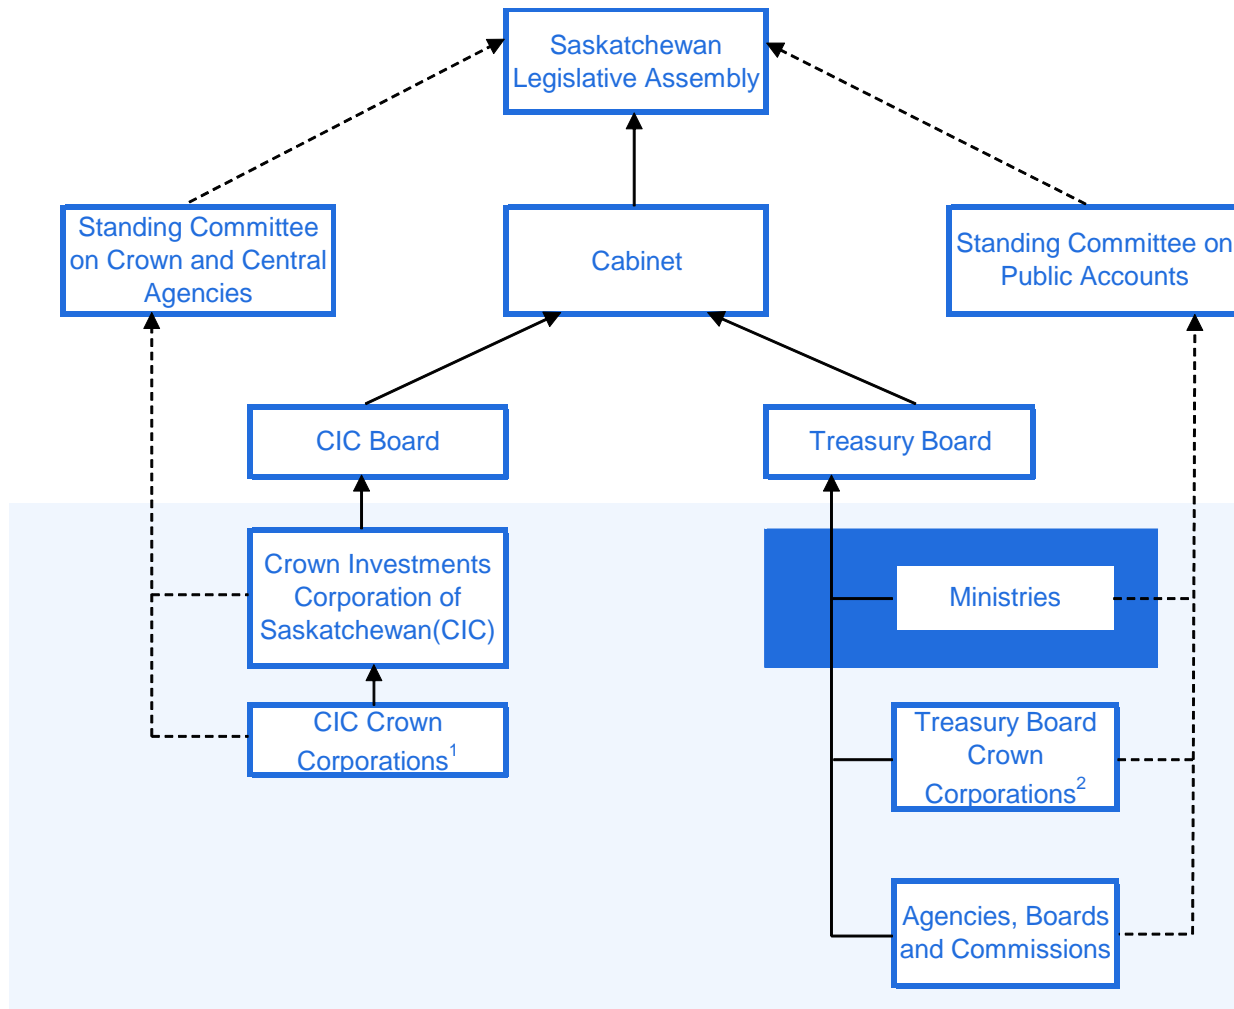 Saskatchewan
Legislative Assembly
Standing Committee
on Crown and Central
Agencies
Cabinet
Standing Committee on
Public Accounts
CIC Board
Treasury Board
Crown Investments
Corporation of
Saskatchewan(CIC)
Ministries
CIC Crown
Corporations¹
Treasury Board
Crown
Corporations²
Agencies, Boards
and Commissions